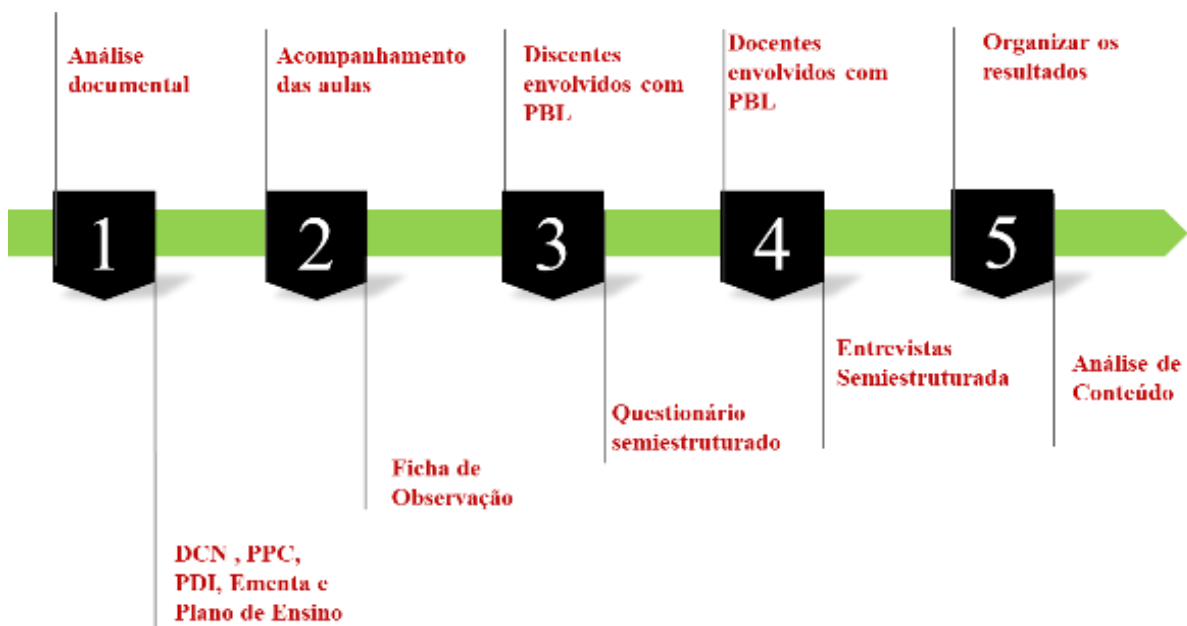 Análise
documental
Acompanhamento
das aulas
Discentes
envolvidos com
PBL
Docentes
envolvidos com
PBL
Organizar os
resultados
1
2
3
4
5
DCN , PPC,
PDI, Ementa e
Plano de Ensino
Ficha de
Observação
Questionário
semiestruturado
Entrevistas
Semiestruturada
Análise de
Conteúdo